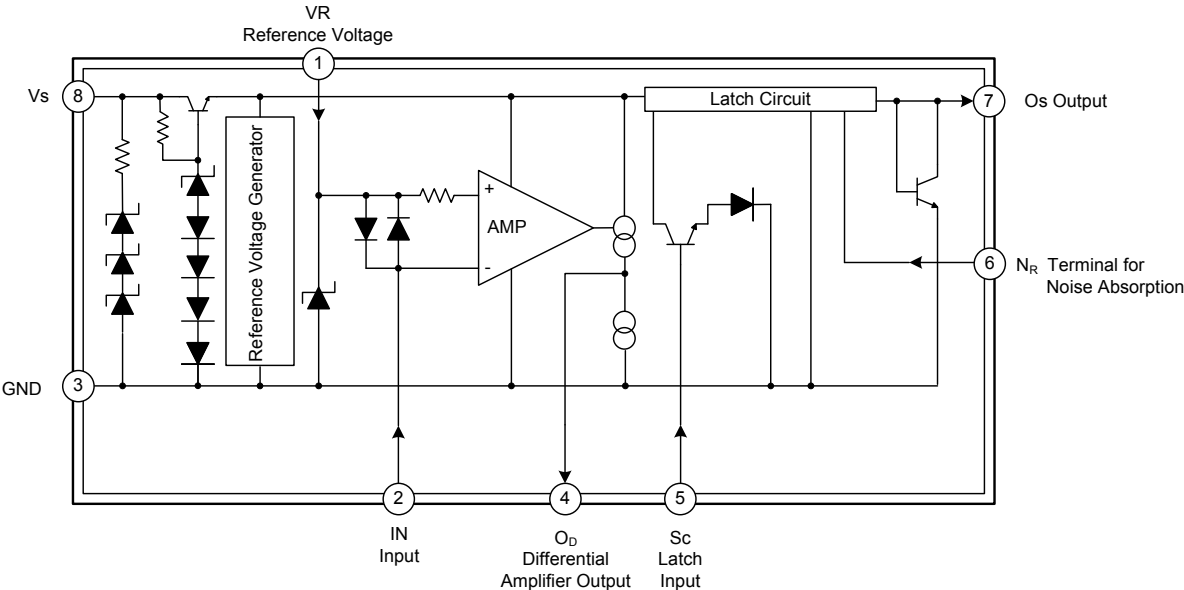 VR
Reference Voltage
1
Vs
8
Latch Circuit
7
Os Output
Reference Voltage Generator
+
AMP
-
6
NR Terminal for
Noise Absorption
GND
3
2
4
5
IN
Input
OD
Differential
Amplifier Output
Sc
Latch
Input